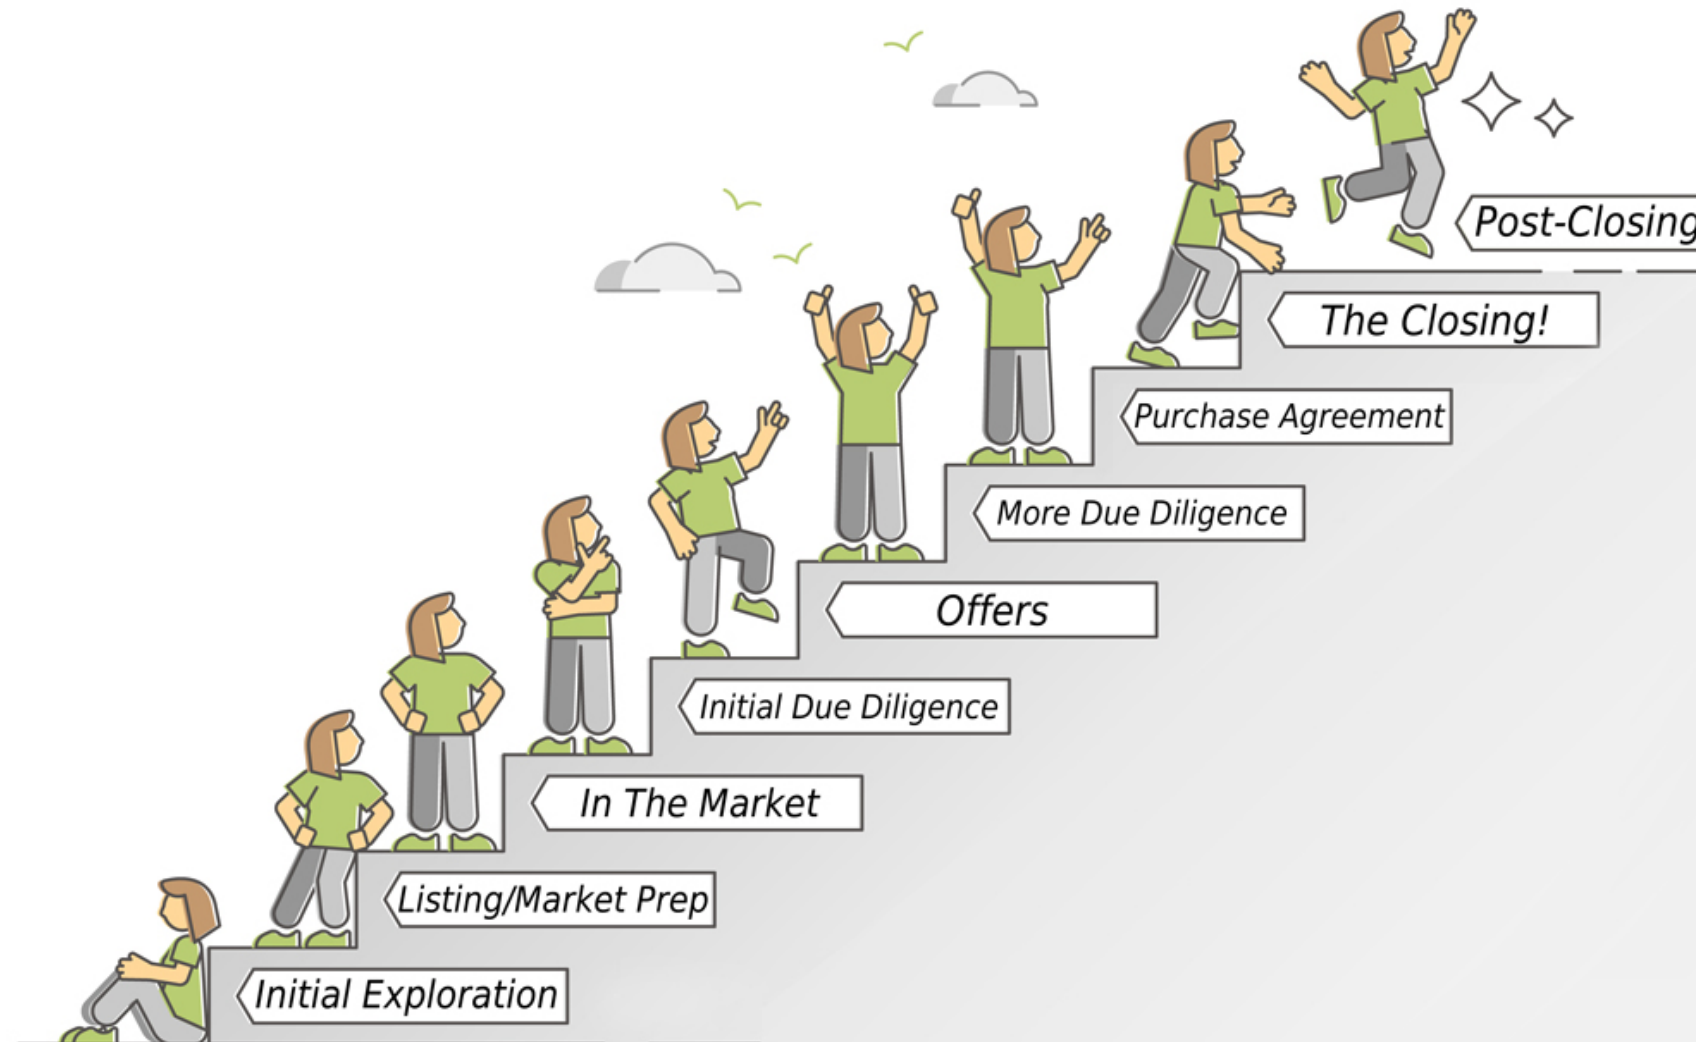 Post-Closing
The Closing!
Purchase Agreement
More Due Diligence
Offers
Initial Due Diligence
In The Market
Listing/Market Prep
Initial Exploration